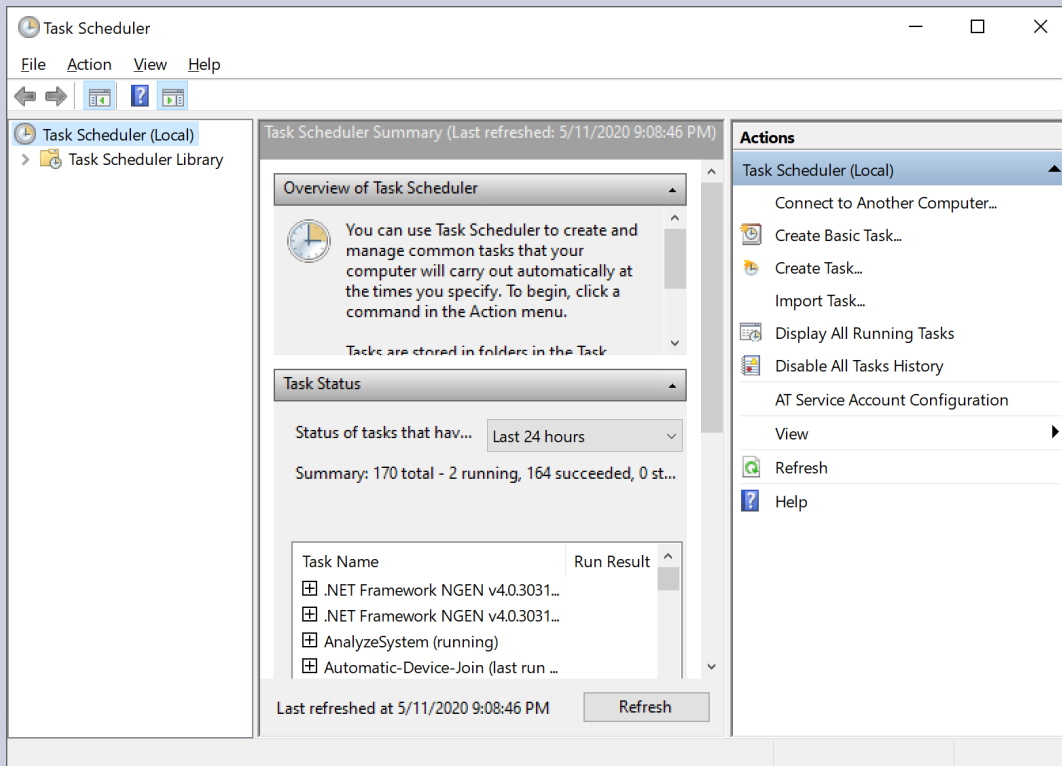 Task Scheduler
File Action View Help
Task Scheduler (Local)
Task Scheduler Library
Task Scheduler Summary (Last refreshed: 5/11/2020 9:08:46 PM)
Overview of Task Scheduler
You can use Task Scheduler to create and
manage common tasks that your
computer will carry out automatically at
the times you specify. To begin, click a
command in the Action menu.
Tasks are stored in folders in the Task
Task Status
Status of tasks that hav...
Last 24 hours
Summary: 170 total - 2 running, 164 succeeded, 0 st...
Task Name Run Result
.NET Framework NGEN v4.0.3031...
.NET Framework NGEN v4.0.3031...
AnalyzeSystem (running)
Automatic-Device-Join (last run ...
Last refreshed at 5/11/2020 9:08:46 PM
Refresh
Actions
Task Scheduler (Local)
Connect to Another Computer...
Create Basic Task...
Create Task...
Import Task...
Display All Running Tasks
Disable All Tasks History
AT Service Account Configuration
View
Refresh
Help